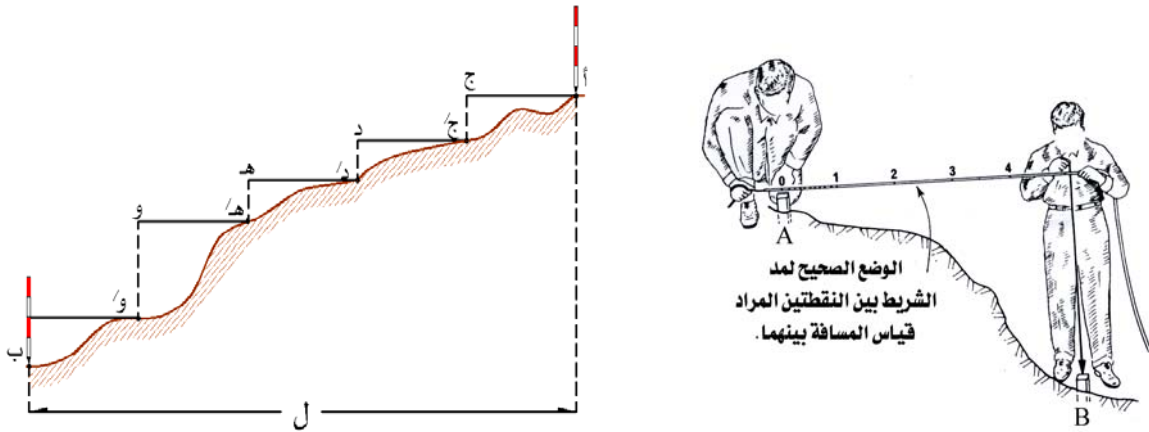 أ
ج
ج/
د
د/
هـ
هـ/
و
و/
ب
ل
0 1 2 3 4
A
الوضع الصحيح لمد
الشريط بين النقطتين المراد
قياس المسافة بينهما.
B